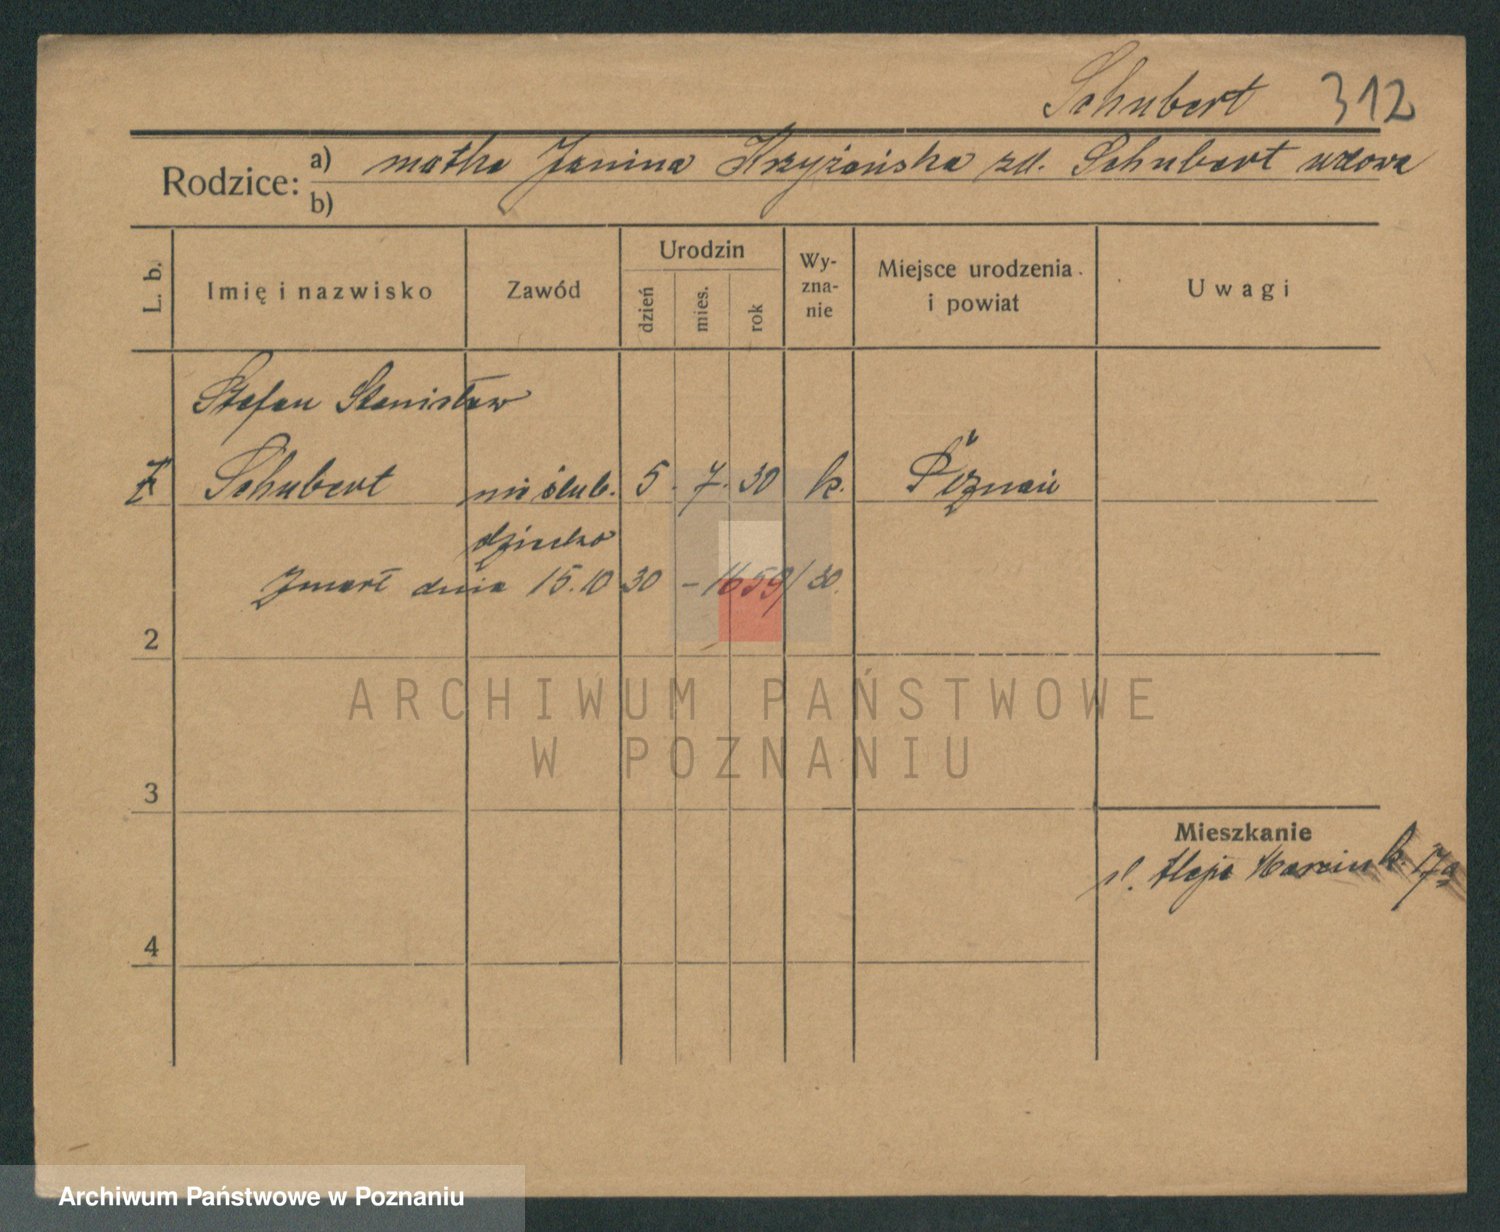 Schubert 312
Rodzice: a) matka Janina Krzyżańska zd. Schubert wdowa
b)
L. b. Imię i nazwisko Zawód Urodzin dzień mies. rok Wy-zna-nie Miejsce urodzenia i powiat Uwagi
Stefan Stanisław
Schubert nieślub. 5. 7. 30 k. Poznań
dziecko
Zmarł dnia 15.10 30 - 1659/30.
2
3
Mieszkanie
Marcin 17a
4
ARCHIWUM PAŃSTWOWE
W POZNANIU
Archiwum Państwowe w Poznaniu